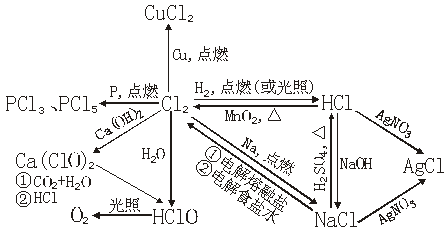 CuCl₂
Cu, 点燃
P, 点燃
H₂, 点燃(或光照)
PCl₃、PCl₅
Cl₂
HCl
MnO₂, △
Ca(OH)₂
H₂O
Na, 点燃
①电解熔融盐
②电解食盐水
H₂SO₄, △
NaOH
AgNO₃
Ca(ClO)₂
①CO₂+H₂O
②HCl
AgCl
O₂
光照
HClO
NaCl
AgNO₃